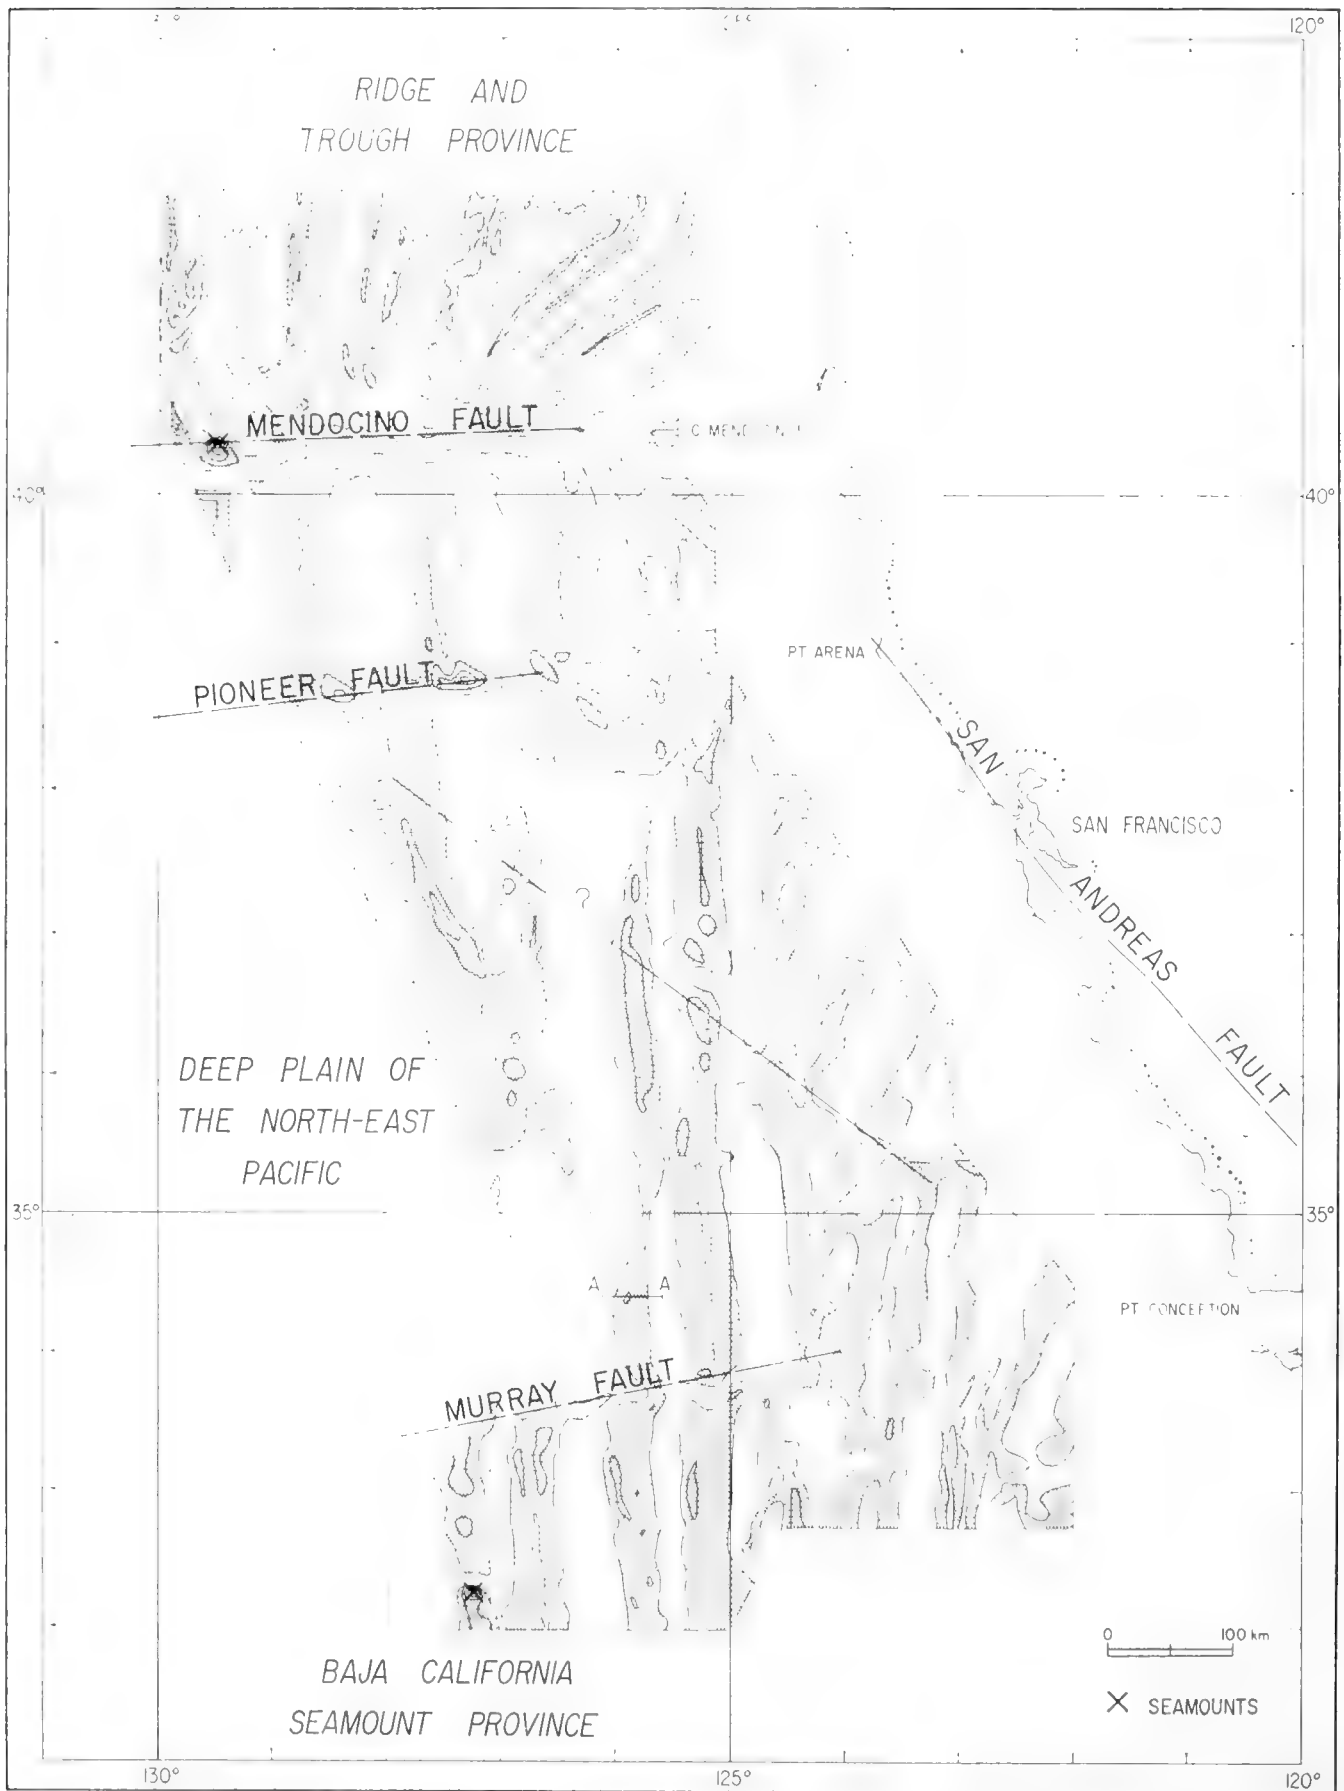 120°
RIDGE AND
TROUGH PROVINCE
MENDOCINO FAULT
40°
40°
PT ARENA
PIONEER FAULT
SAN
SAN FRANCISCO
ANDREAS
?
FAULT
DEEP PLAIN OF
THE NORTH-EAST
PACIFIC
35°
35°
A A
PT CONCEPTION
MURRAY FAULT
0 100 km
BAJA CALIFORNIA
SEAMOUNT PROVINCE
X SEAMOUNTS
130° 125° 120°